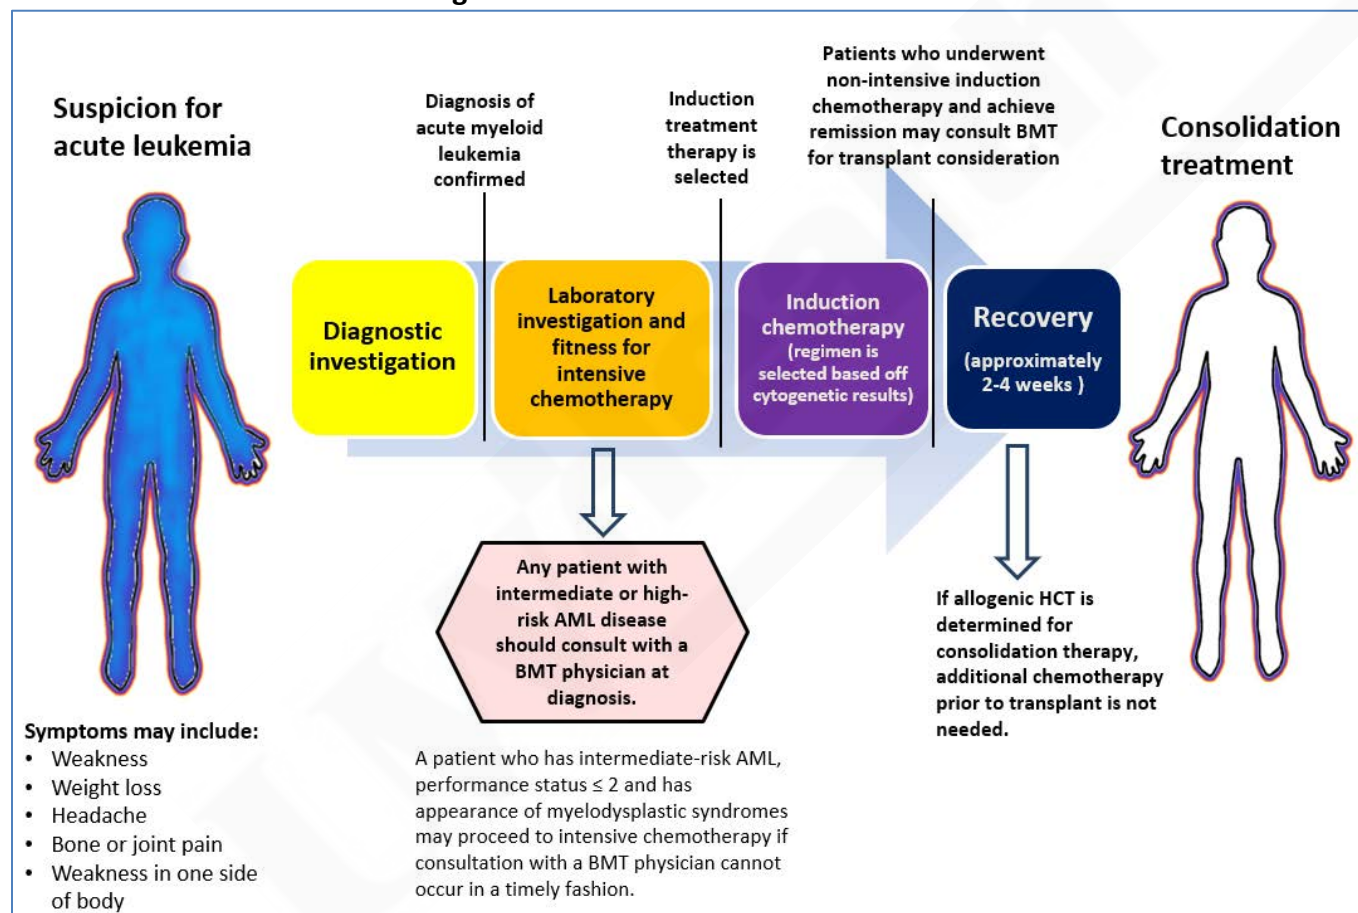 Suspicion for
acute leukemia
Diagnosis of
acute myeloid
leukemia
confirmed
Induction
treatment
therapy is
selected
Patients who underwent
non-intensive induction
chemotherapy and achieve
remission may consult BMT
for transplant consideration
Consolidation
treatment
Diagnostic
investigation
Laboratory
investigation and
fitness for
intensive
chemotherapy
Induction
chemotherapy
(regimen is
selected based off
cytogenetic results)
Recovery
(approximately
2-4 weeks )
Any patient with
intermediate or high-
risk AML disease
should consult with a
BMT physician at
diagnosis.
If allogenic HCT is
determined for
consolidation therapy,
additional chemotherapy
prior to transplant is not
needed.
Symptoms may include:
• Weakness
• Weight loss
• Headache
• Bone or joint pain
• Weakness in one side
of body
A patient who has intermediate-risk AML,
performance status ≤ 2 and has
appearance of myelodysplastic syndromes
may proceed to intensive chemotherapy if
consultation with a BMT physician cannot
occur in a timely fashion.